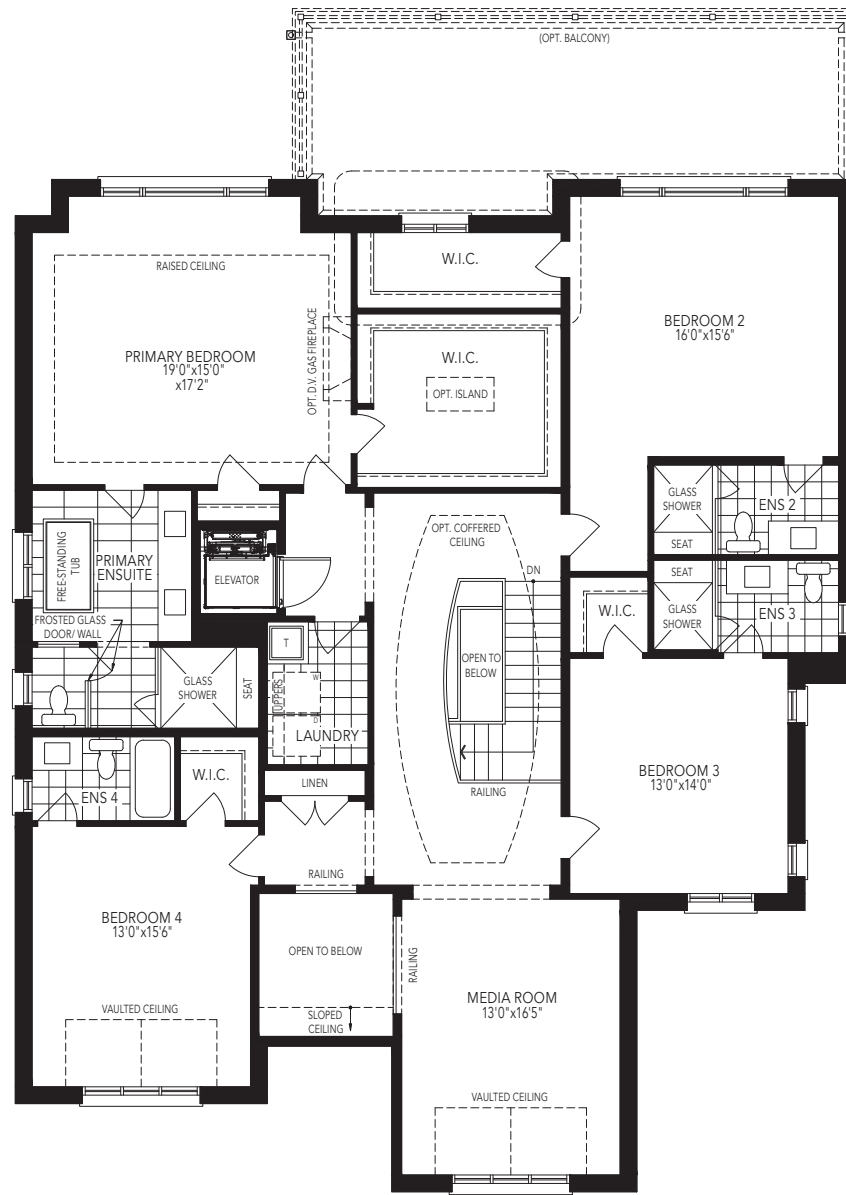 (OPT. BALCONY)
W.I.C.
RAISED CEILING
PRIMARY BEDROOM
19'0"x15'0"
x17'2"
OPT. D.V. GAS FIREPLACE
W.I.C.
OPT. ISLAND
BEDROOM 2
16'0"x15'6"
GLASS
SHOWER
SEAT
ENS 2
OPT. COFFERED
CEILING
DN
FREE-STANDING
TUB
PRIMARY
ENSUITE
ELEVATOR
FROSTED GLASS
DOOR/ WALL
SEAT
GLASS
SHOWER
ENS 3
W.I.C.
T
OPEN TO
BELOW
GLASS
SHOWER
SEAT
UPPERS
W
D
LAUNDRY
RAILING
BEDROOM 3
13'0"x14'0"
ENS 4
W.I.C.
LINEN
RAILING
BEDROOM 4
13'0"x15'6"
OPEN TO BELOW
RAILING
SLOPED
CEILING
VAULTED CEILING
MEDIA ROOM
13'0"x16'5"
VAULTED CEILING